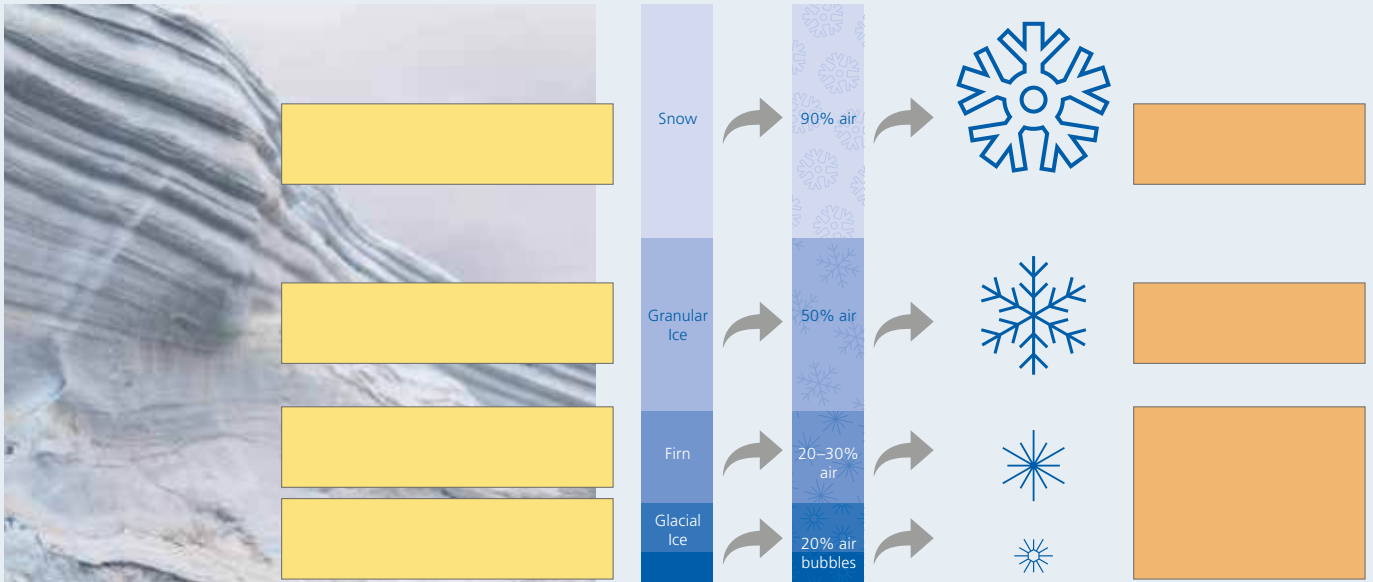 Snow
90% air
Granular
Ice
50% air
Firn
20–30%
air
Glacial
Ice
20% air
bubbles